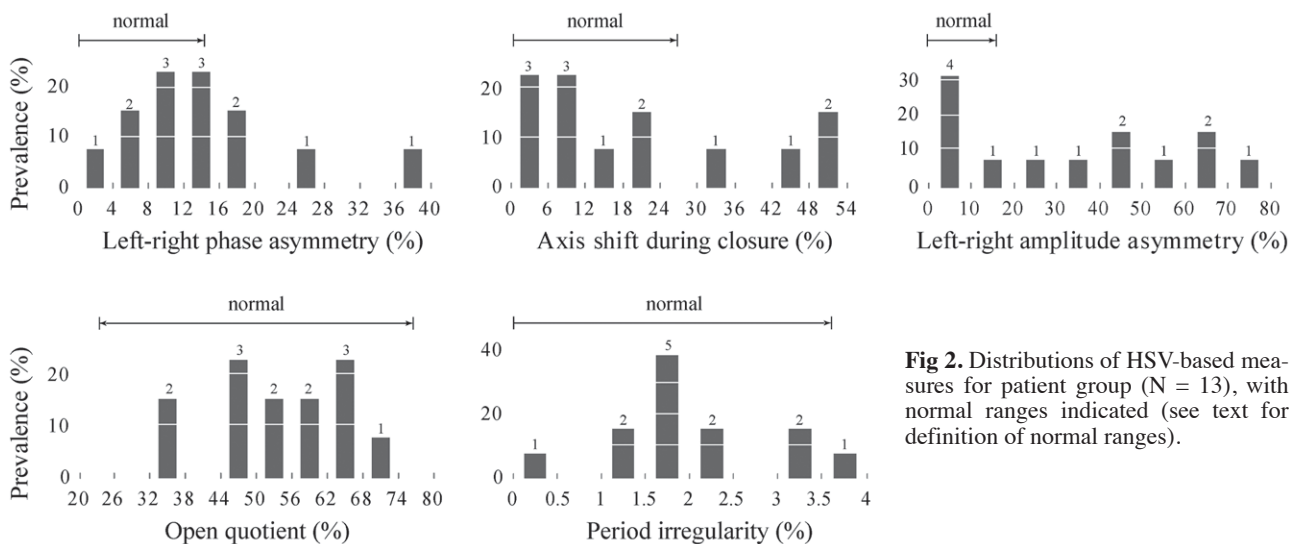 normal
Prevalence (%)
20
10
0
1
2
3
3
2
1
1
0 4 8 12 16 20 24 28 32 36 40
Left-right phase asymmetry (%)
normal
20
10
0
3
3
1
2
1
1
2
0 6 12 18 24 30 36 42 48 54
Axis shift during closure (%)
normal
30
20
10
0
4
1
1
1
2
1
2
1
0 10 20 30 40 50 60 70 80
Left-right amplitude asymmetry (%)
normal
Prevalence (%)
20
10
0
2
3
2
2
3
1
20 26 32 38 44 50 56 62 68 74 80
Open quotient (%)
normal
40
20
0
1
2
5
2
2
1
0 0.5 1 1.5 2 2.5 3 3.5 4
Period irregularity (%)
Fig 2. Distributions of HSV-based mea-
sures for patient group (N = 13), with
normal ranges indicated (see text for
definition of normal ranges).